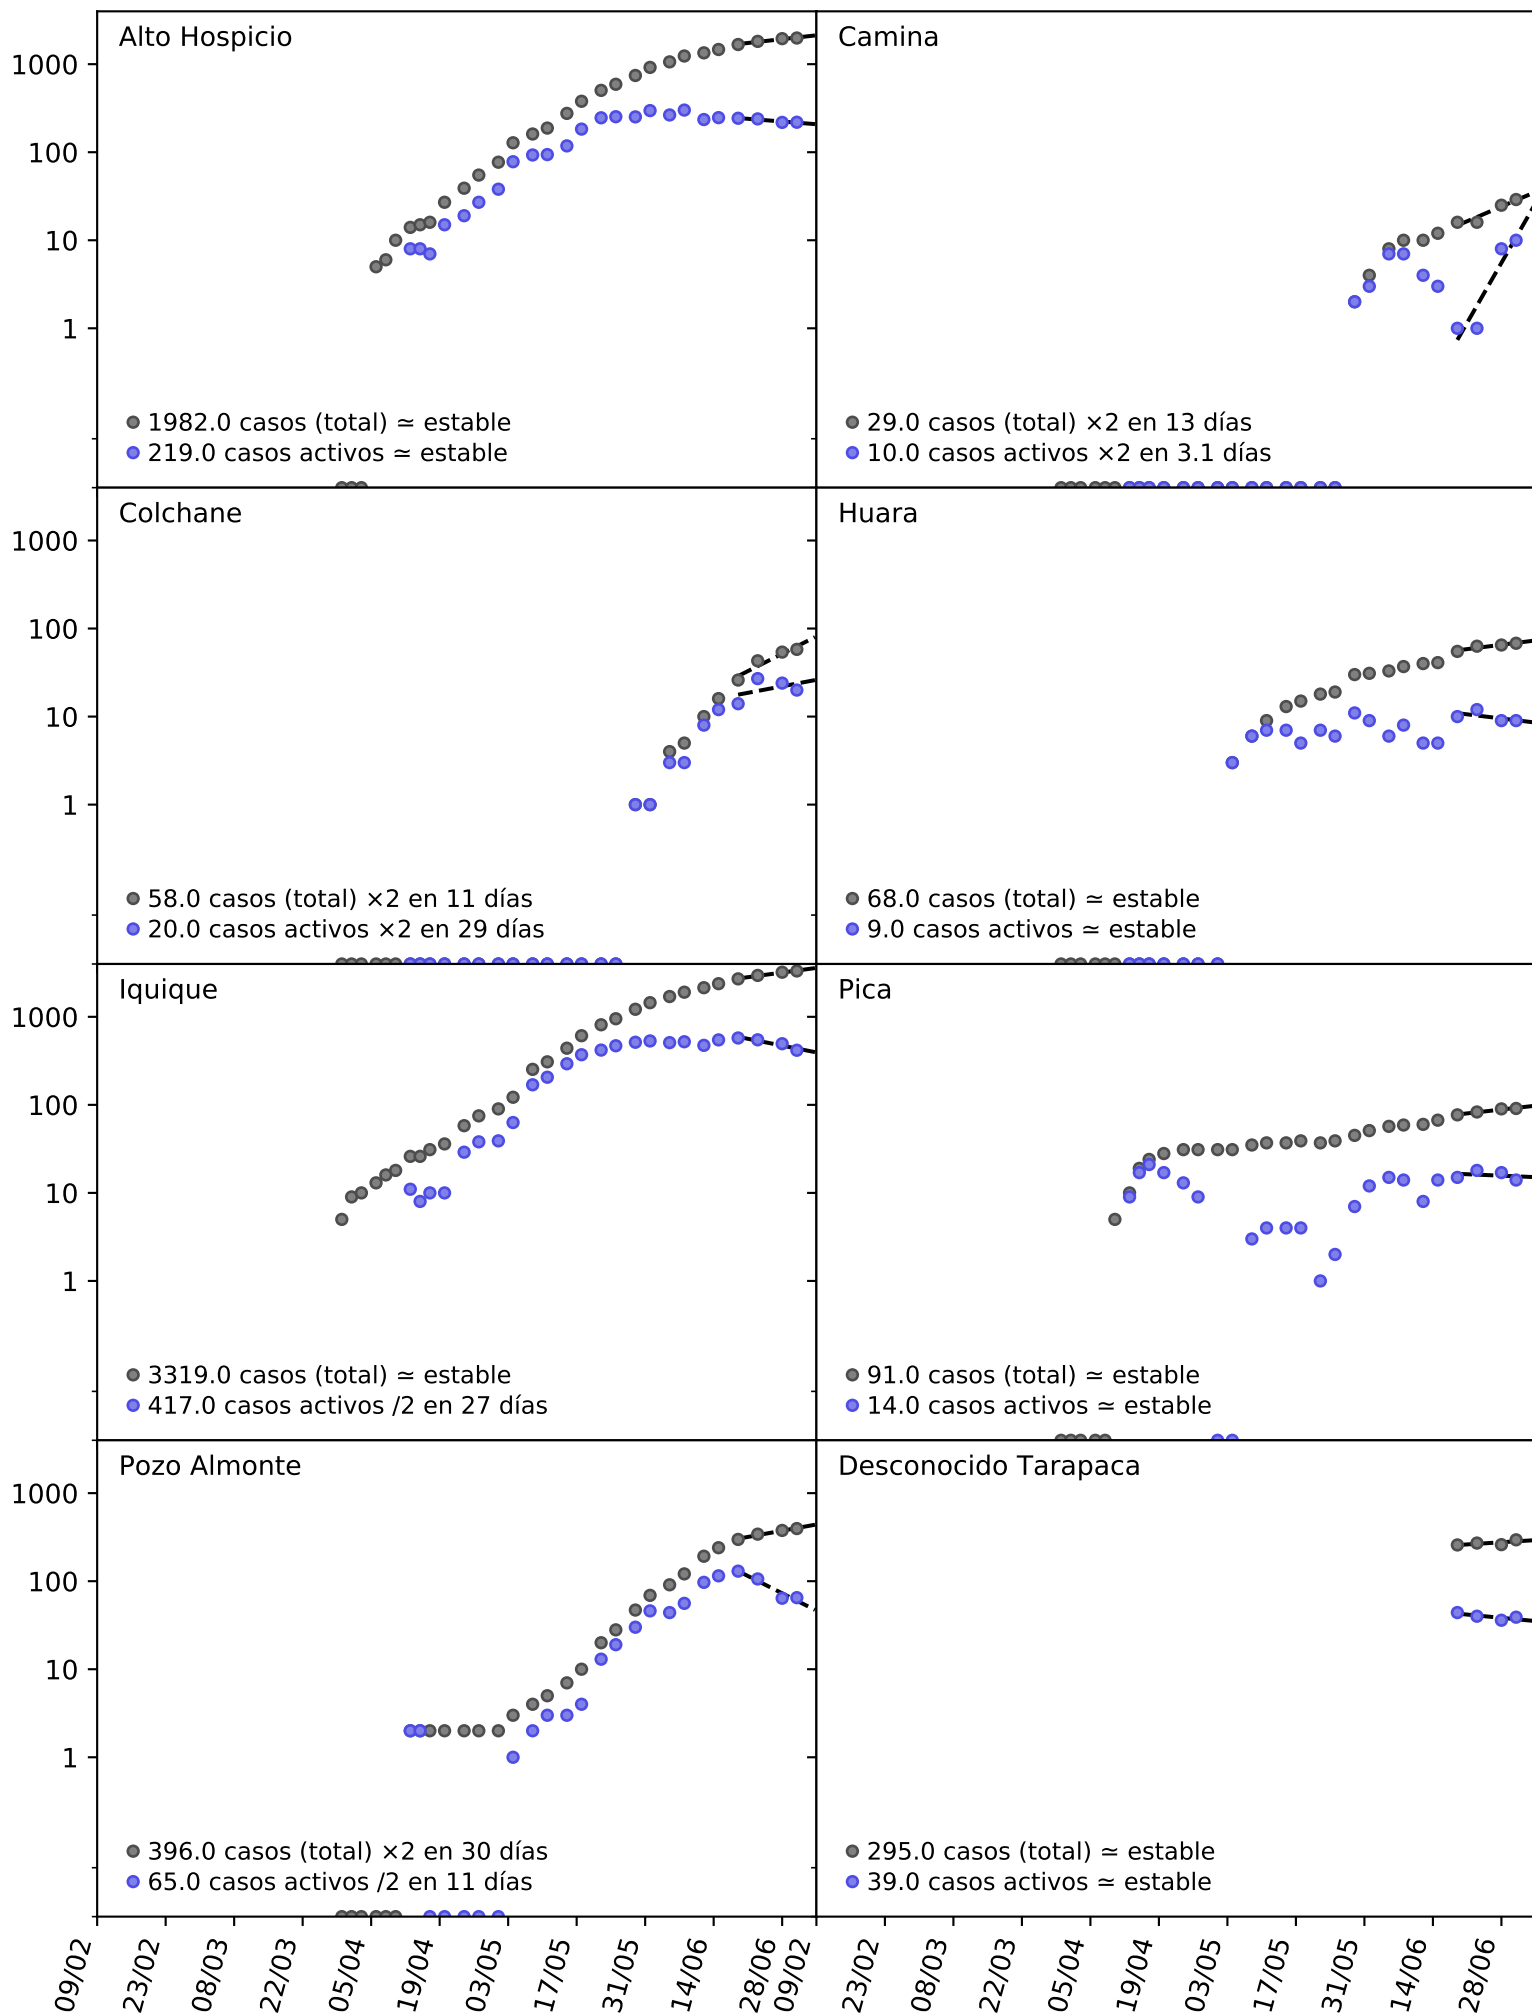 Alto Hospicio
1000
100
10
1
1982.0 casos (total) ≃ estable
219.0 casos activos ≃ estable
Camina
29.0 casos (total) ×2 en 13 días
10.0 casos activos ×2 en 3.1 días
Colchane
1000
100
10
1
58.0 casos (total) ×2 en 11 días
20.0 casos activos ×2 en 29 días
Huara
68.0 casos (total) ≃ estable
9.0 casos activos ≃ estable
Iquique
1000
100
10
1
3319.0 casos (total) ≃ estable
417.0 casos activos /2 en 27 días
Pica
91.0 casos (total) ≃ estable
14.0 casos activos ≃ estable
Pozo Almonte
1000
100
10
1
396.0 casos (total) ×2 en 30 días
65.0 casos activos /2 en 11 días
Desconocido Tarapaca
295.0 casos (total) ≃ estable
39.0 casos activos ≃ estable
09/02
23/02
08/03
22/03
05/04
19/04
03/05
17/05
31/05
14/06
28/06
09/02
23/02
08/03
22/03
05/04
19/04
03/05
17/05
31/05
14/06
28/06